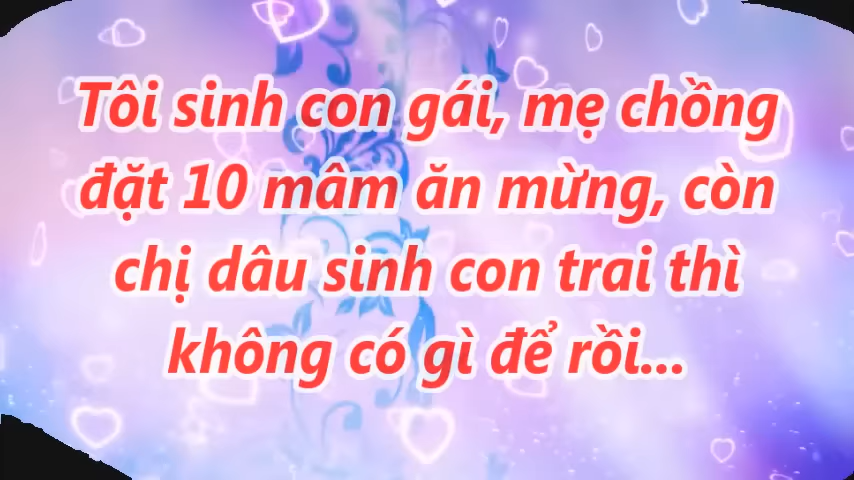 Tôi sinh con gái, mẹ chồng
đặt 10 mâm ăn mừng, còn
chị dâu sinh con trai thì
không có gì để rồi...